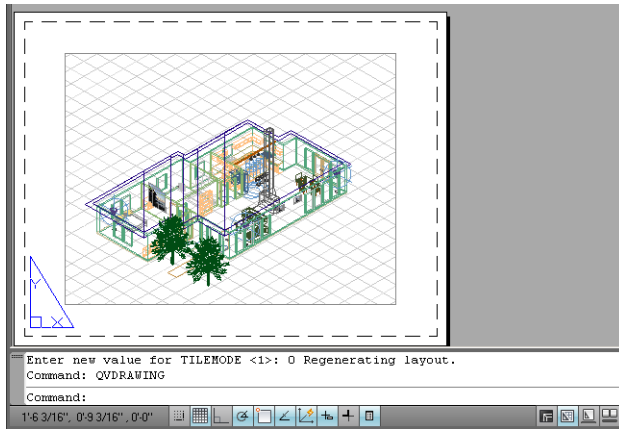 Y
X
Enter new value for TILEMODE <1>: 0 Regenerating layout.
Command: QVDRAWING
Command:
1'-6 3/16", 0'-9 3/16" , 0'-0"